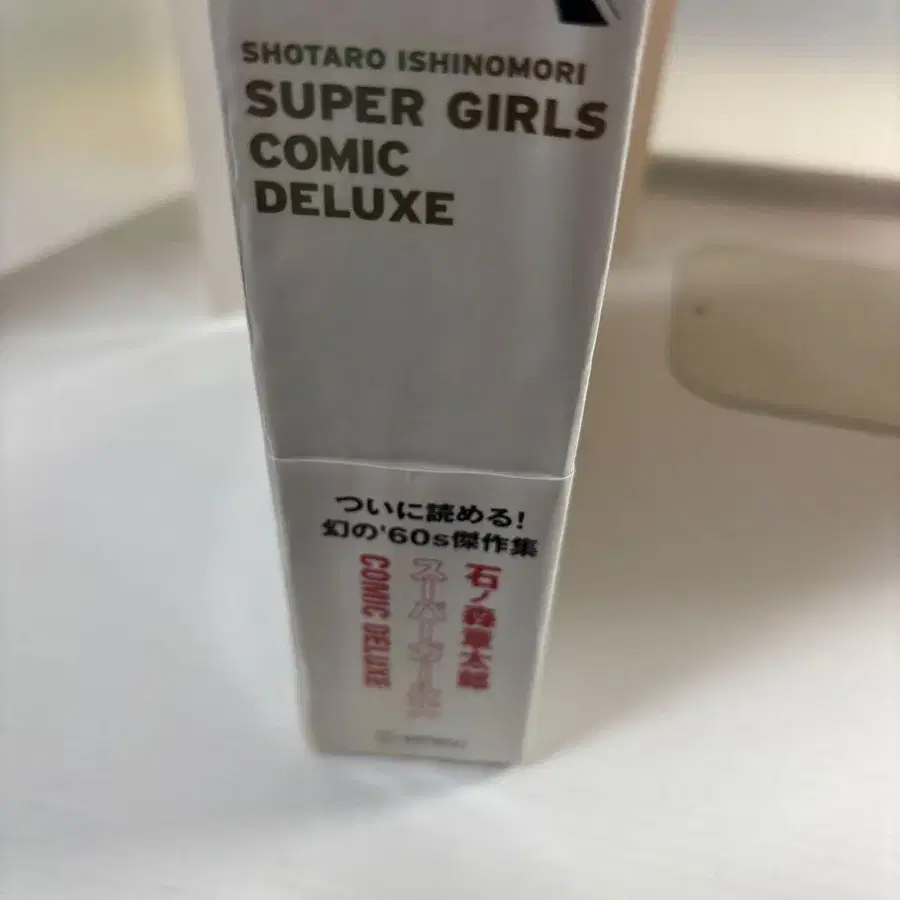 SHOTARO ISHINOMORI
SUPER GIRLS
COMIC
DELUXE
ついに読める!
幻の'60s傑作集
石ノ森章太郎
スーパーガールズ
COMIC DELUXE